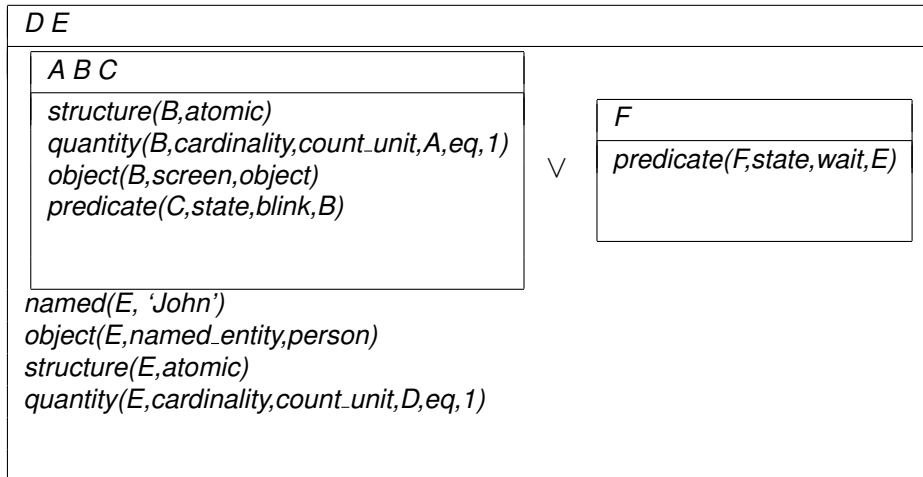 D E
A B C
structure(B,atomic)
quantity(B,cardinality,count_unit,A,eq,1)
object(B,screen,object)
predicate(C,state,blink,B)
∨
F
predicate(F,state,wait,E)
named(E, ‘John’)
object(E,named_entity,person)
structure(E,atomic)
quantity(E,cardinality,count_unit,D,eq,1)